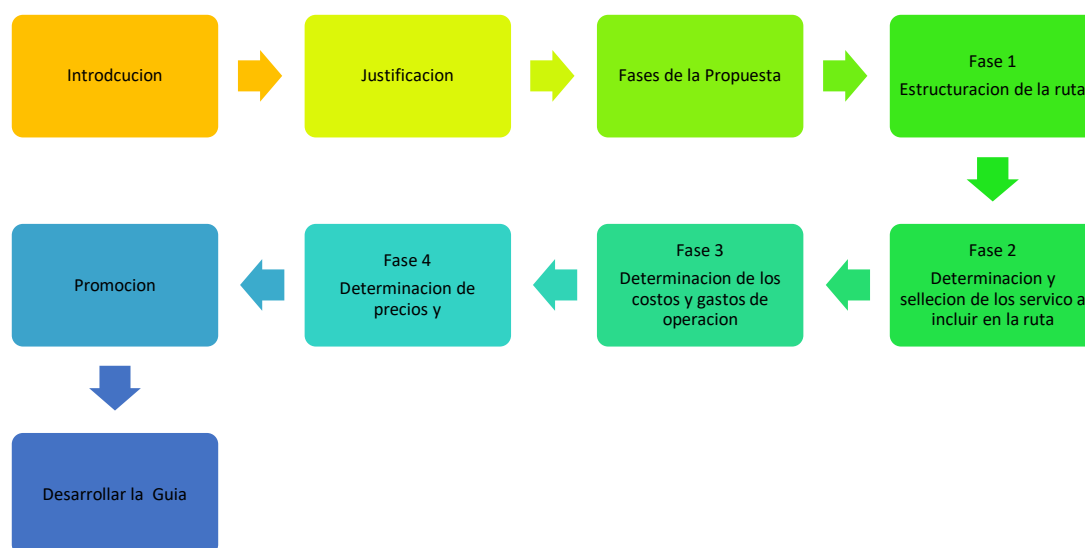 Introdcucion
Justificacion
Fases de la Propuesta
Fase 1
Estructuracion de la ruta
Fase 2
Determinacion y
sellecion de los servico a
incluir en la ruta
Fase 3
Determinacion de los
costos y gastos de
operacion
Fase 4
Determinacion de
precios y
Promocion
Desarrollar la Guia